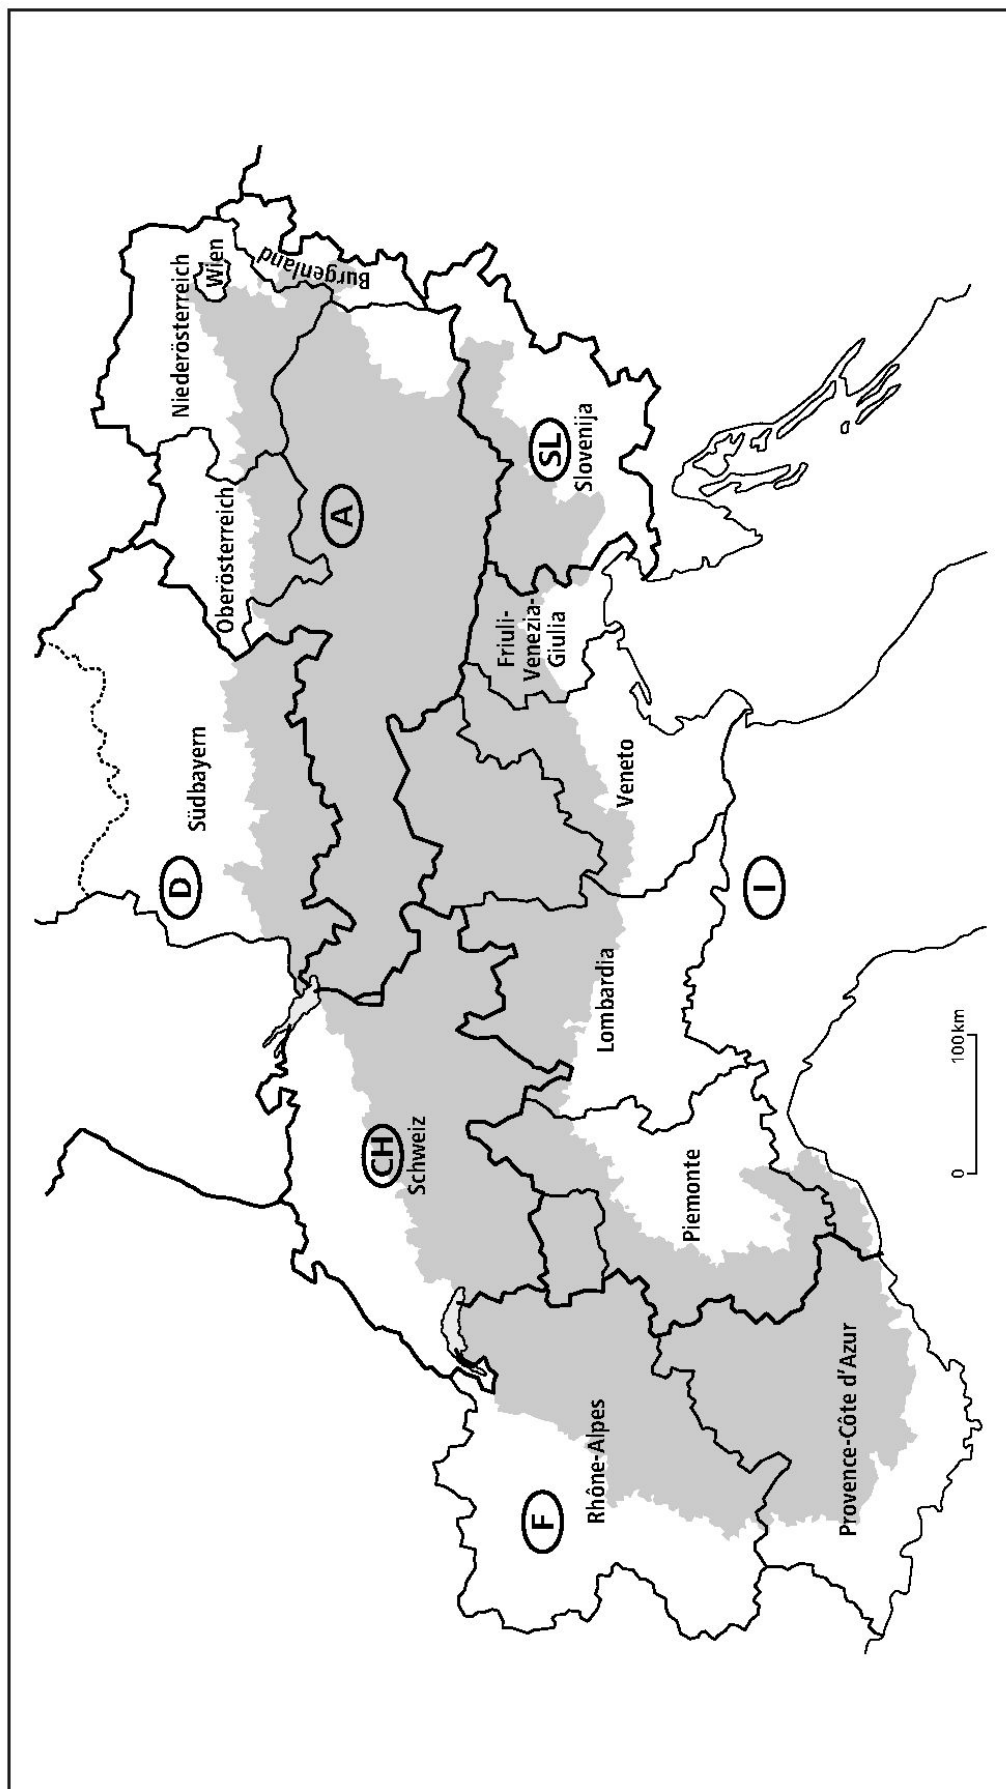 Niederösterreich
Wien
Burgenland
Oberösterreich
Südbayern
D
A
SL
Slovenija
Friuli-
Venezia-
Giulia
Veneto
CH
Schweiz
Lombardia
I
Piemonte
F
Rhône-Alpes
Provence-Côte d'Azur
0
100 km